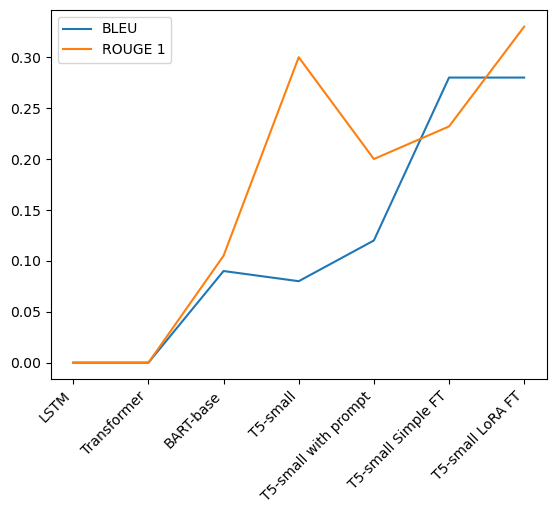 BLEU
ROUGE 1
0.30
0.25
0.20
0.15
0.10
0.05
0.00
LSTM
Transformer
BART-base
T5-small
T5-small with prompt
T5-small Simple FT
T5-small LoRA FT